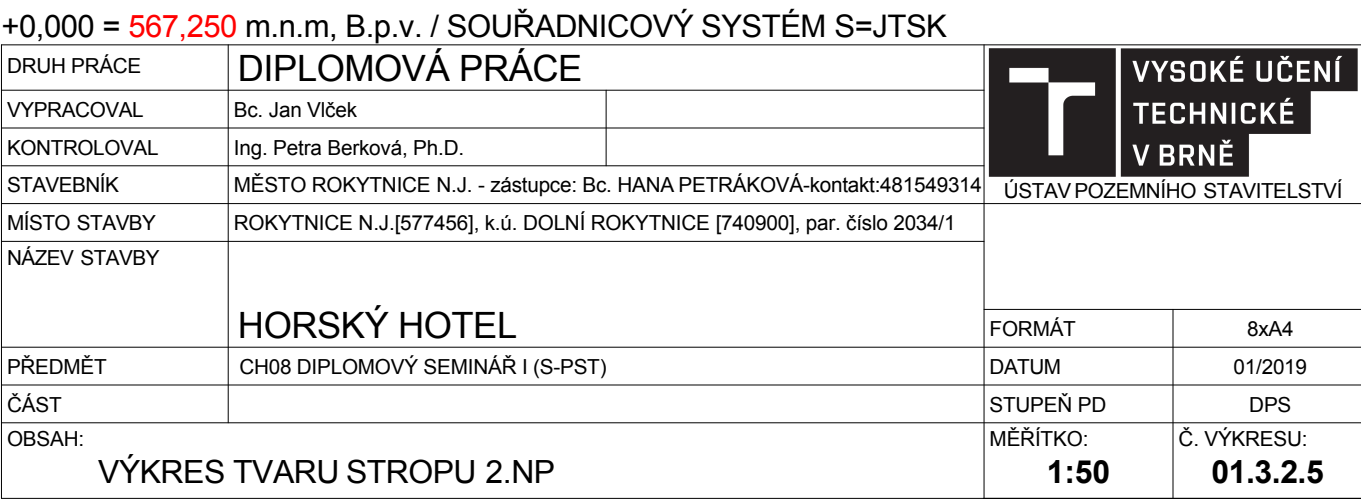 +0,000 = 567,250 m.n.m, B.p.v. / SOUŘADNICOVÝ SYSTÉM S=JTSK
DRUH PRÁCE DIPLOMOVÁ PRÁCE
VYPRACOVAL Bc. Jan Vlček
KONTROLOVAL Ing. Petra Berková, Ph.D.
STAVEBNÍK MĚSTO ROKYTNICE N.J. - zástupce: Bc. HANA PETRÁKOVÁ-kontakt:481549314
MÍSTO STAVBY ROKYTNICE N.J.[577456], k.ú. DOLNÍ ROKYTNICE [740900], par. číslo 2034/1
NÁZEV STAVBY
HORSKÝ HOTEL
VYSOKÉ UČENÍ
TECHNICKÉ
V BRNĚ
ÚSTAV POZEMNÍHO STAVITELSTVÍ
FORMÁT 8xA4
PŘEDMĚT CH08 DIPLOMOVÝ SEMINÁŘ I (S-PST)
DATUM 01/2019
ČÁST
STUPEŇ PD DPS
OBSAH:
VÝKRES TVARU STROPU 2.NP
MĚŘÍTKO:
1:50
Č. VÝKRESU:
01.3.2.5